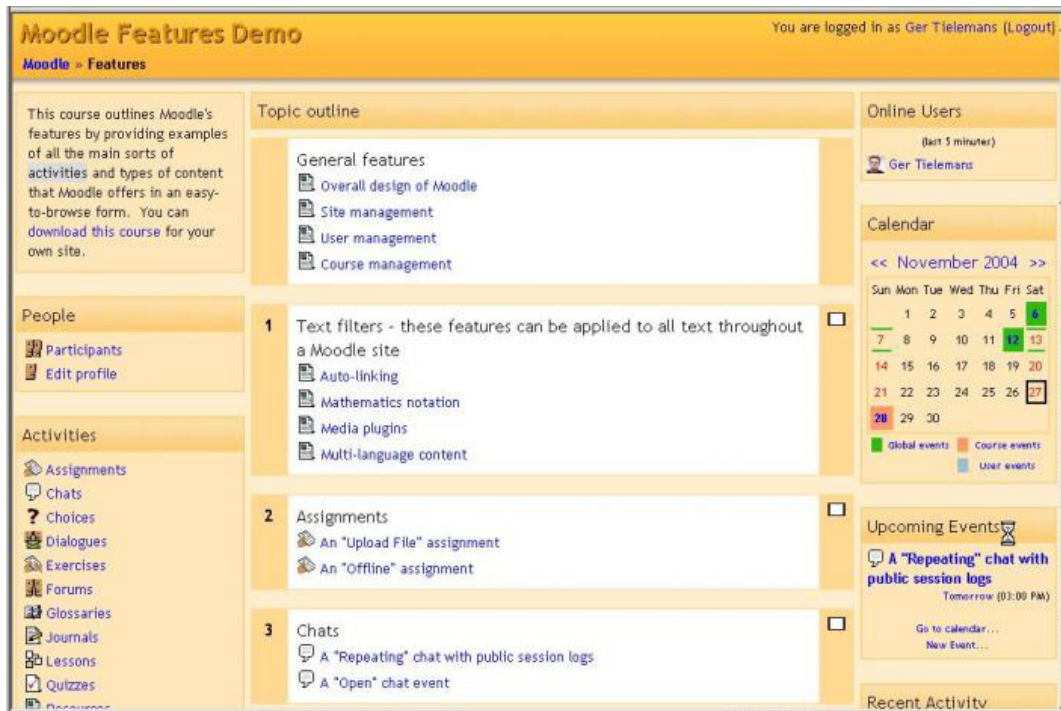 Moodle Features Demo
You are logged in as Ger Tielemans (Logout)
Moodle » Features
This course outlines Moodle's
features by providing examples
of all the main sorts of
activities and types of content
that Moodle offers in an easy-
to-browse form. You can
download this course for your
own site.
People
Participants
Edit profile
Activities
Assignments
Chats
? Choices
Dialogues
Exercises
Forums
Glossaries
Journals
Lessons
Quizzes
Resources
Topic outline
General features
Overall design of Moodle
Site management
User management
Course management
1
Text filters - these features can be applied to all text throughout
a Moodle site
Auto-linking
Mathematics notation
Media plugins
Multi-language content
2
Assignments
An "Upload File" assignment
An "Offline" assignment
3
Chats
A "Repeating" chat with public session logs
A "Open" chat event
Online Users
(last 5 minutes)
Ger Tielemans
Calendar
<< November 2004 >>
Sun Mon Tue Wed Thu Fri Sat
1 2 3 4 5 6
7 8 9 10 11 12 13
14 15 16 17 18 19 20
21 22 23 24 25 26 27
28 29 30
Global events Course events
User events
Upcoming Events
A "Repeating" chat with
public session logs
Tomorrow (03:00 PM)
Go to calendar...
New Event...
Recent Activity